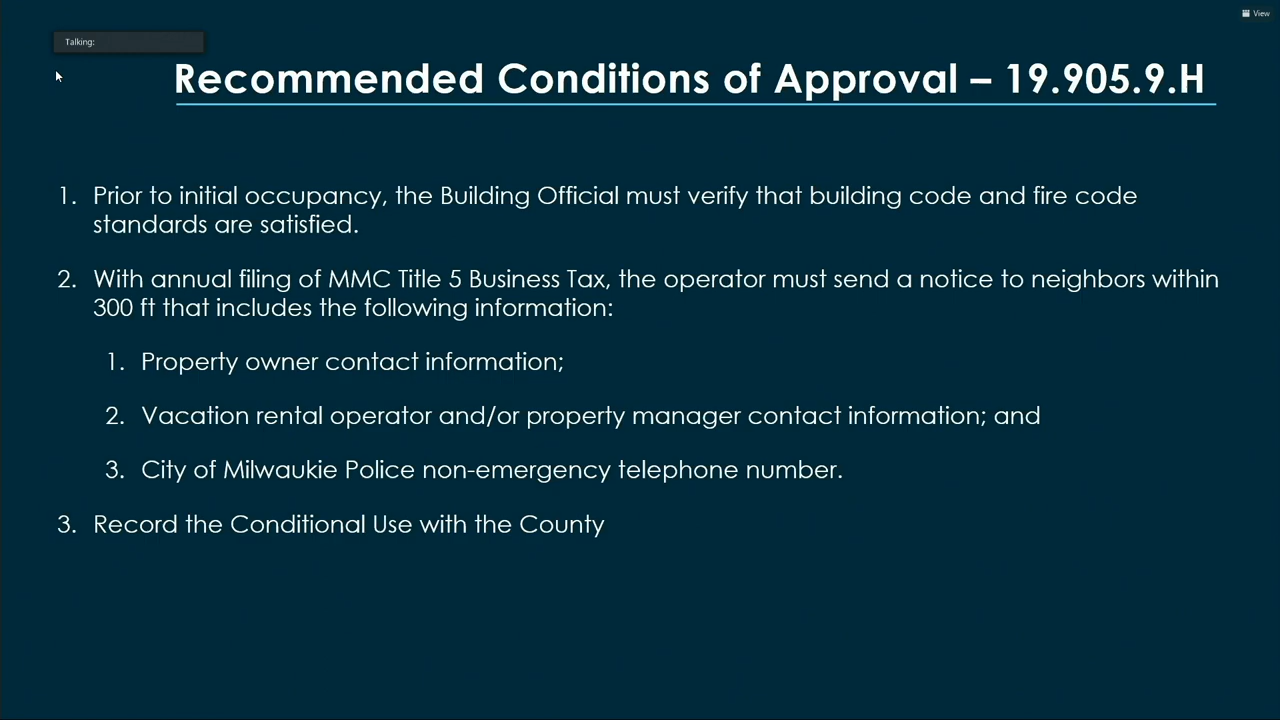 View
Talking:
Recommended Conditions of Approval – 19.905.9.H
1. Prior to initial occupancy, the Building Official must verify that building code and fire code
standards are satisfied.
2. With annual filing of MMC Title 5 Business Tax, the operator must send a notice to neighbors within
300 ft that includes the following information:
1. Property owner contact information;
2. Vacation rental operator and/or property manager contact information; and
3. City of Milwaukie Police non-emergency telephone number.
3. Record the Conditional Use with the County